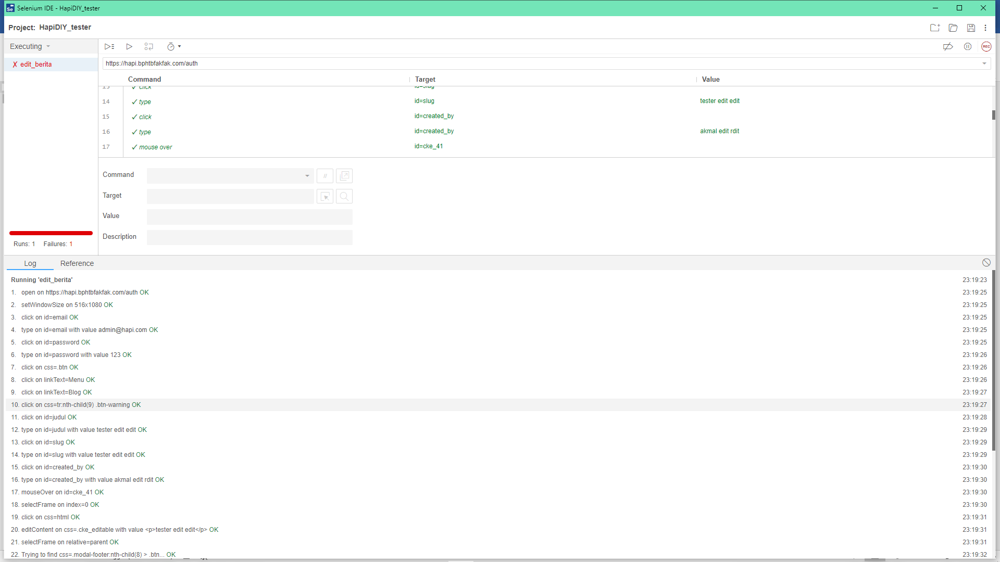 Selenium IDE - HapiDIY_tester
Project: HapiDIY_tester
Executing
REC
X edit_berita
https://hapi.bphtbfakfak.com/auth
Command Target Value
13 ✓ click id=slug
14 ✓ type id=slug tester edit edit
15 ✓ click id=created_by
16 ✓ type id=created_by akmal edit rdit
17 ✓ mouse over id=cke_41
Command //
Target
Value
Description
Runs: 1 Failures: 1
Log Reference
Running 'edit_berita' 23:19:23
1. open on https://hapi.bphtbfakfak.com/auth OK 23:19:25
2. setWindowSize on 516x1080 OK 23:19:25
3. click on id=email OK 23:19:25
4. type on id=email with value admin@hapi.com OK 23:19:25
5. click on id=password OK 23:19:25
6. type on id=password with value 123 OK 23:19:26
7. click on css=.btn OK 23:19:26
8. click on linkText=Menu OK 23:19:26
9. click on linkText=Blog OK 23:19:27
10. click on css=tr:nth-child(9) .btn-warning OK 23:19:27
11. click on id=judul OK 23:19:28
12. type on id=judul with value tester edit edit OK 23:19:29
13. click on id=slug OK 23:19:29
14. type on id=slug with value tester edit edit OK 23:19:29
15. click on id=created_by OK 23:19:30
16. type on id=created_by with value akmal edit rdit OK 23:19:30
17. mouseOver on id=cke_41 OK 23:19:30
18. selectFrame on index=0 OK 23:19:30
19. click on css=html OK 23:19:31
20. editContent on css=.cke_editable with value <p>tester edit edit</p> OK 23:19:31
21. selectFrame on relative=parent OK 23:19:31
22. Trying to find css=.modal-footer:nth-child(8) > .btn... OK 23:19:32